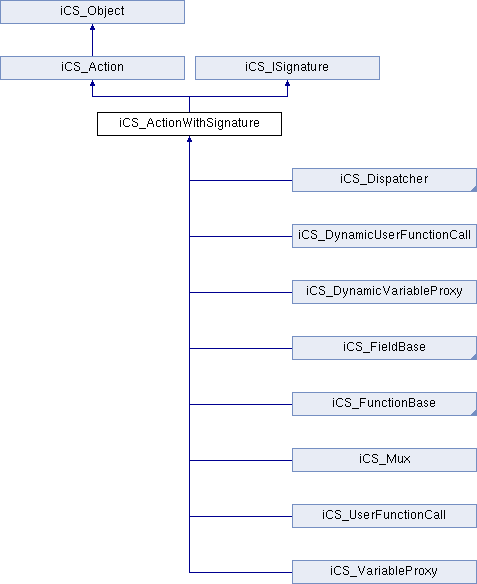 iCS_Object
iCS_Action
iCS_ISignature
iCS_ActionWithSignature
iCS_Dispatcher
iCS_DynamicUserFunctionCall
iCS_DynamicVariableProxy
iCS_FieldBase
iCS_FunctionBase
iCS_Mux
iCS_UserFunctionCall
iCS_VariableProxy